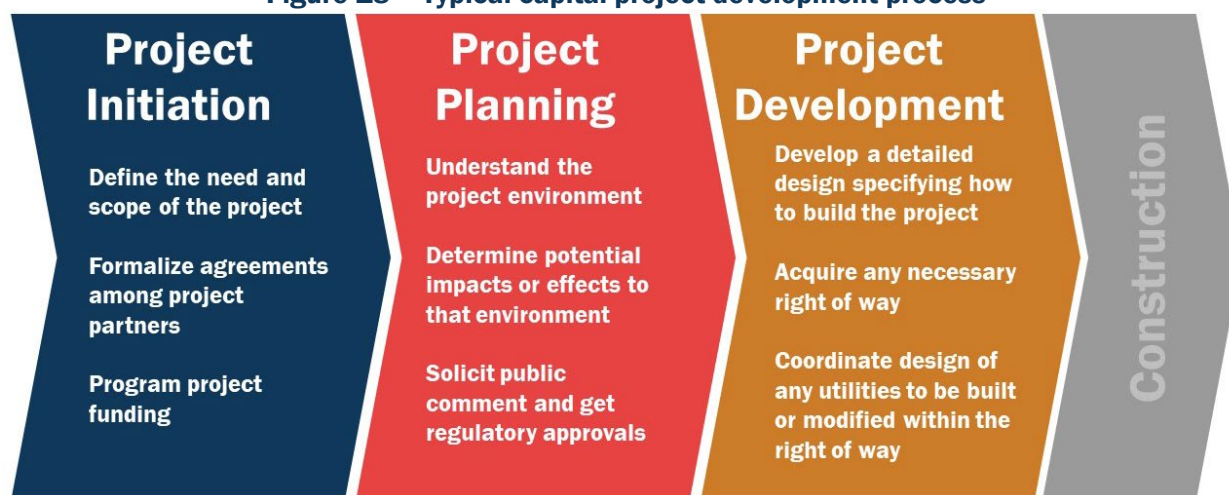 Figure 28 – Typical capital project development process
Project
Initiation
Define the need and
scope of the project
Formalize agreements
among project
partners
Program project
funding
Project
Planning
Understand the
project environment
Determine potential
impacts or effects to
that environment
Solicit public
comment and get
regulatory approvals
Project
Development
Develop a detailed
design specifying how
to build the project
Acquire any necessary
right of way
Coordinate design of
any utilities to be built
or modified within the
right of way
Construction